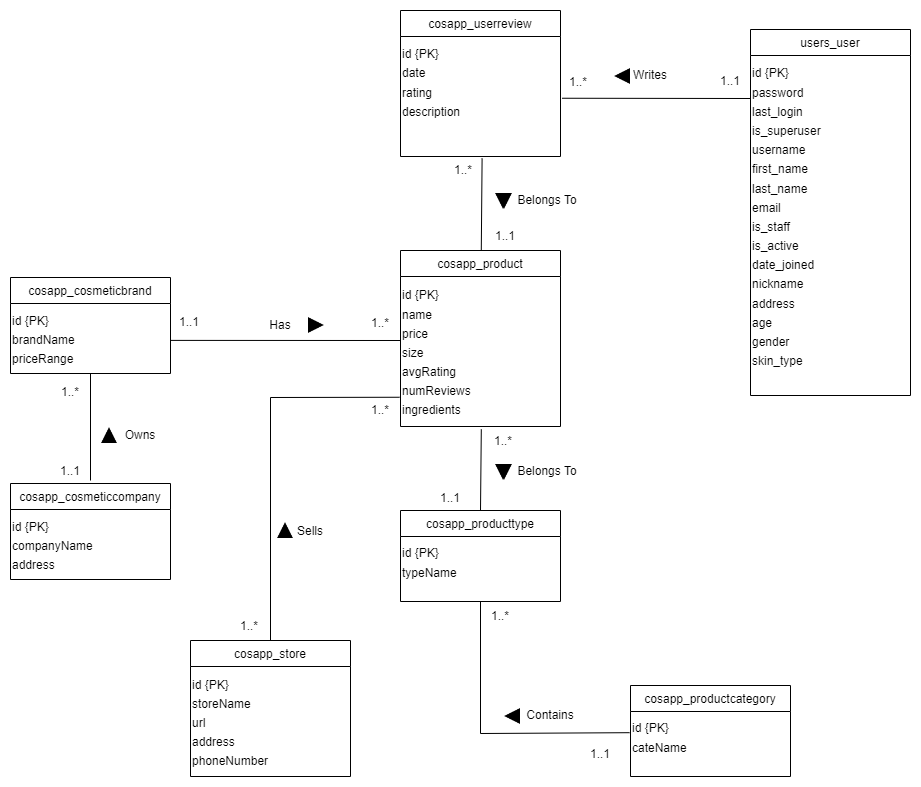 cosapp_userreview
id {PK}
date
rating
description
users_user
id {PK}
password
last_login
is_superuser
username
first_name
last_name
email
is_staff
is_active
date_joined
nickname
address
age
gender
skin_type
1..*
Writes
1..1
1..*
Belongs To
1..1
cosapp_product
id {PK}
name
price
size
avgRating
numReviews
ingredients
cosapp_cosmeticbrand
id {PK}
brandName
priceRange
1..1
Has
1..*
1..*
Owns
1..1
cosapp_cosmeticcompany
id {PK}
companyName
address
1..*
Sells
1..*
cosapp_store
id {PK}
storeName
url
address
phoneNumber
1..*
Belongs To
1..1
cosapp_producttype
id {PK}
typeName
1..*
Contains
1..1
cosapp_productcategory
id {PK}
cateName